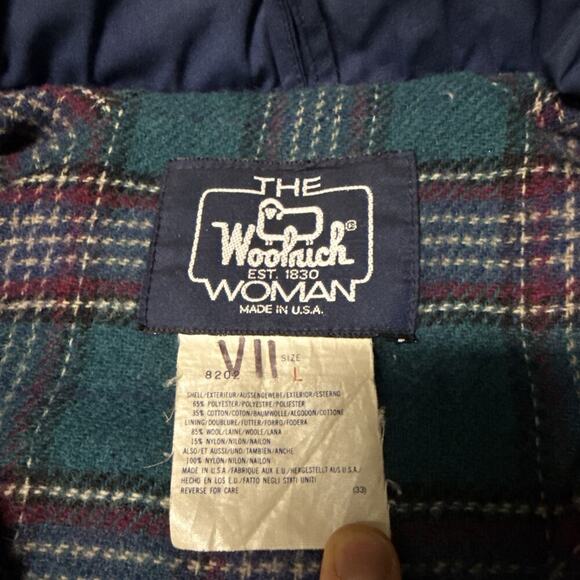 THE
Woolrich®
EST. 1830
WOMAN
MADE IN U.S.A.
VII SIZE
8202 L
SHELL/EXTERIEUR/AUSSENGEWEBE/EXTERIOR/ESTERNO
65% POLYESTER/POLYESTRE/POLIESTER
35% COTTON/COTON/BAUMWOLLE/ALGODON/COTTONE
LINING/DOUBLURE/FUTTER/FORRO/FODERA
85% WOOL/LAINE/WOOLE/LANA
15% NYLON/NILON/NAILON
ALSO/ET AUSSI/UND/TAMBIEN/ANCHE
100% NYLON/NILON/NAILON
MADE IN U.S.A./FABRIQUE AUX E.U./HERGESTELLT AUS U.S.A.
HECHO EN LOS E.U./FATTO NEGLI STATI UNITI
REVERSE FOR CARE (33)